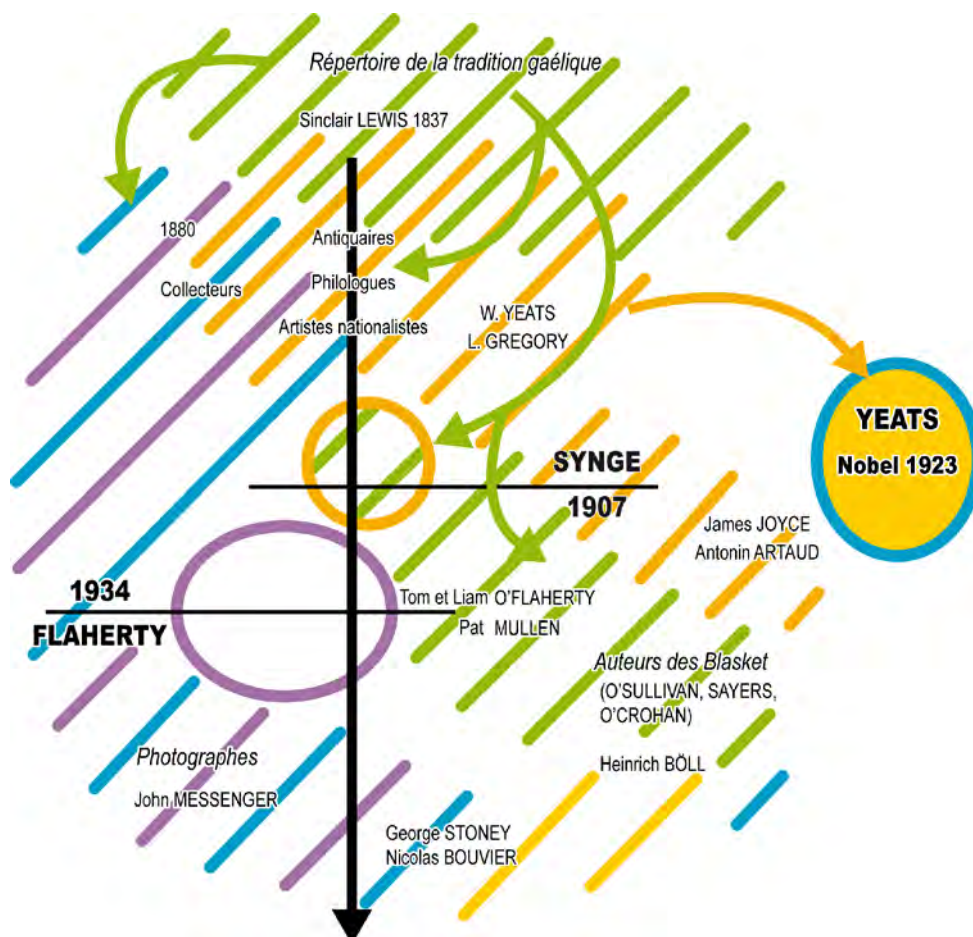 Répertoire de la tradition gaélique
Sinclair LEWIS 1837
1880
Antiquaires
Collecteurs
Philologues
Artistes nationalistes
W. YEATS
L. GREGORY
YEATS
Nobel 1923
SYNGE
1907
James JOYCE
Antonin ARTAUD
1934
FLAHERTY
Tom et Liam O'FLAHERTY
Pat MULLEN
Auteurs des Blasket
(O'SULLIVAN, SAYERS,
O'CROHAN)
Photographes
John MESSENGER
Heinrich BÖLL
George STONEY
Nicolas BOUVIER